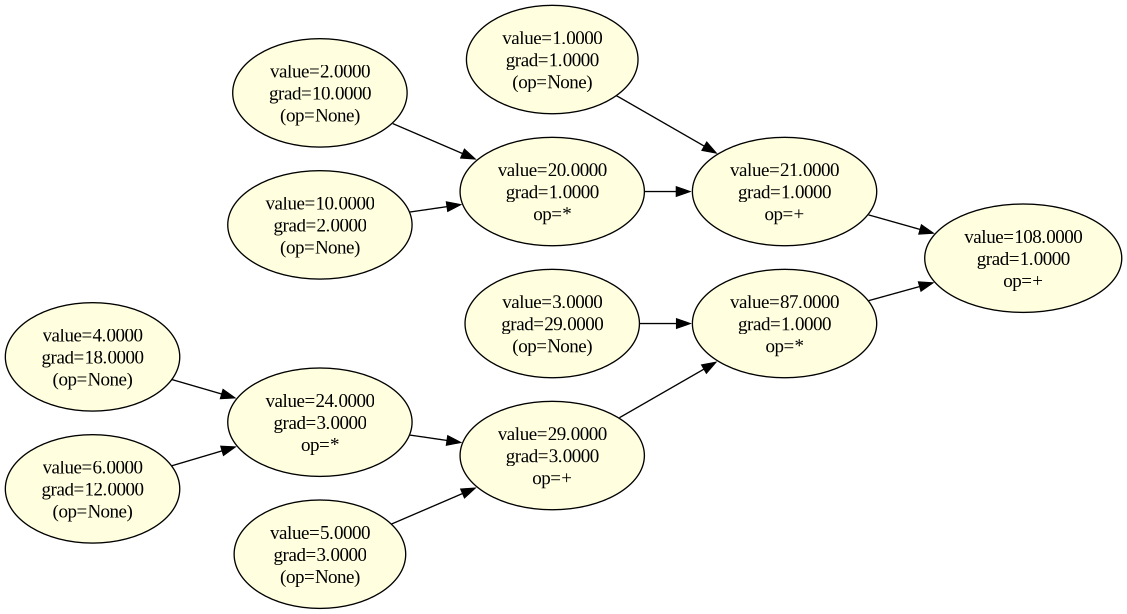 value=1.0000
grad=1.0000
(op=None)
value=2.0000
grad=10.0000
(op=None)
value=20.0000
grad=1.0000
op=*
value=21.0000
grad=1.0000
op=+
value=10.0000
grad=2.0000
(op=None)
value=108.0000
grad=1.0000
op=+
value=3.0000
grad=29.0000
(op=None)
value=87.0000
grad=1.0000
op=*
value=4.0000
grad=18.0000
(op=None)
value=24.0000
grad=3.0000
op=*
value=29.0000
grad=3.0000
op=+
value=6.0000
grad=12.0000
(op=None)
value=5.0000
grad=3.0000
(op=None)